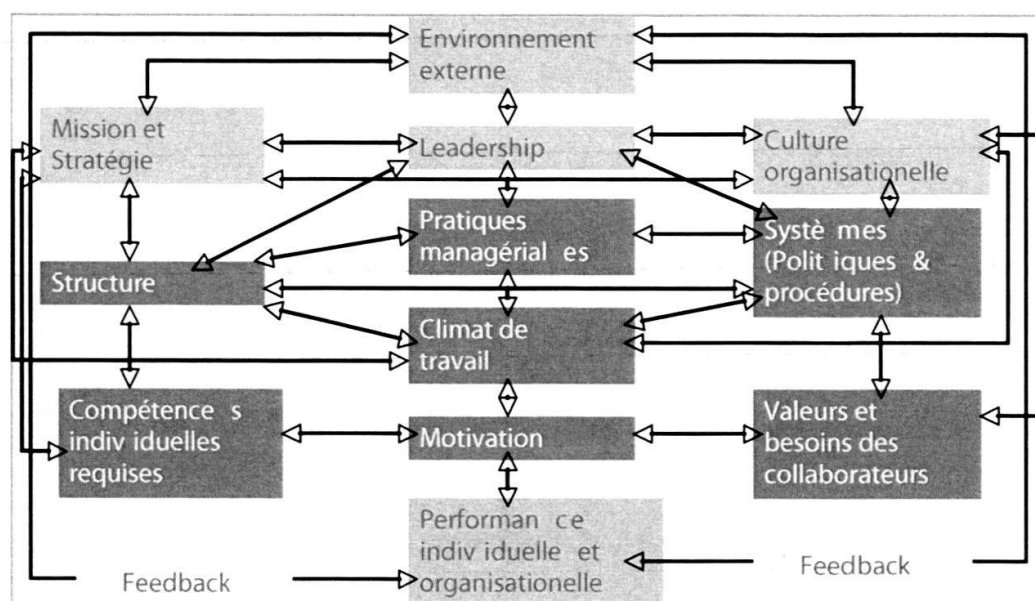 Environnement
externe
Mission et
Stratégie
Leadership
Culture
organisationelle
Pratiques
managérial es
Systè mes
(Polit iques &
procédures)
Structure
Climat de
travail
Compétence s
indiv iduelles
requises
Motivation
Valeurs et
besoins des
collaborateurs
Performan ce
indiv iduelle et
organisationelle
Feedback
Feedback